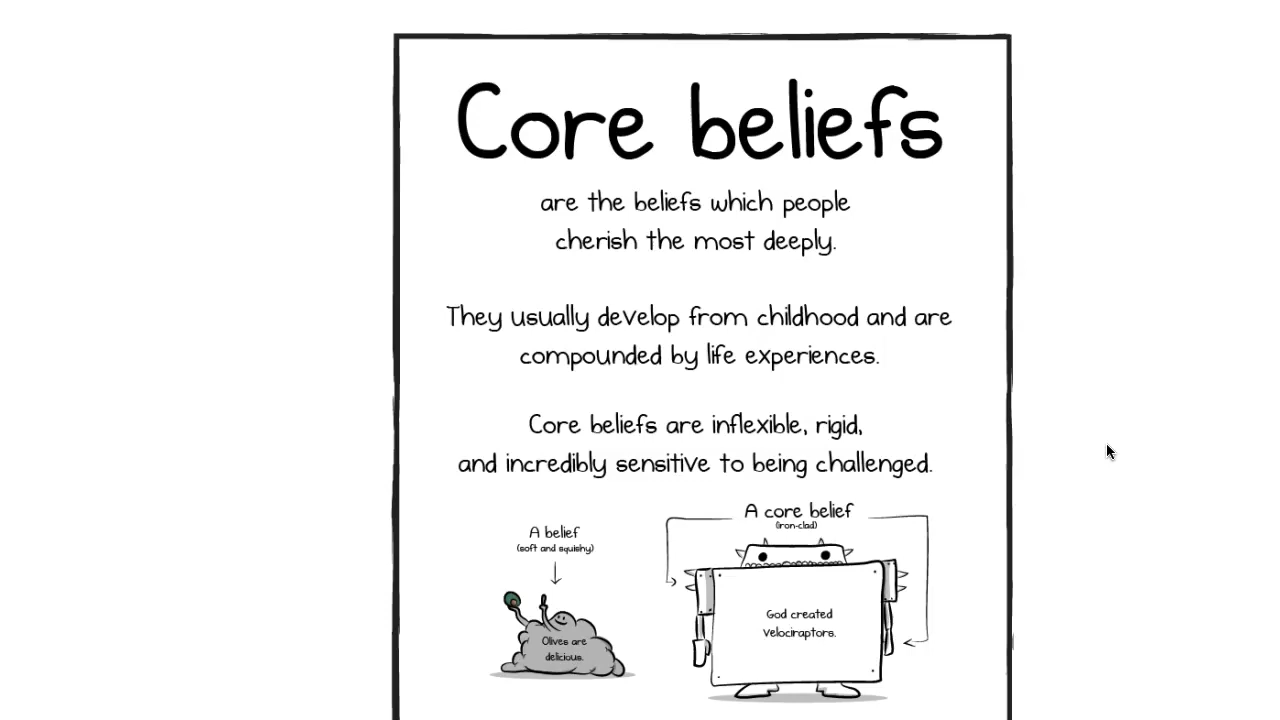 Core beliefs
are the beliefs which people
cherish the most deeply.
They usually develop from childhood and are
compounded by life experiences.
Core beliefs are inflexible, rigid,
and incredibly sensitive to being challenged.
A belief
(soft and squishy)
Olives are
delicious.
A core belief
(iron-clad)
God created
velociraptors.